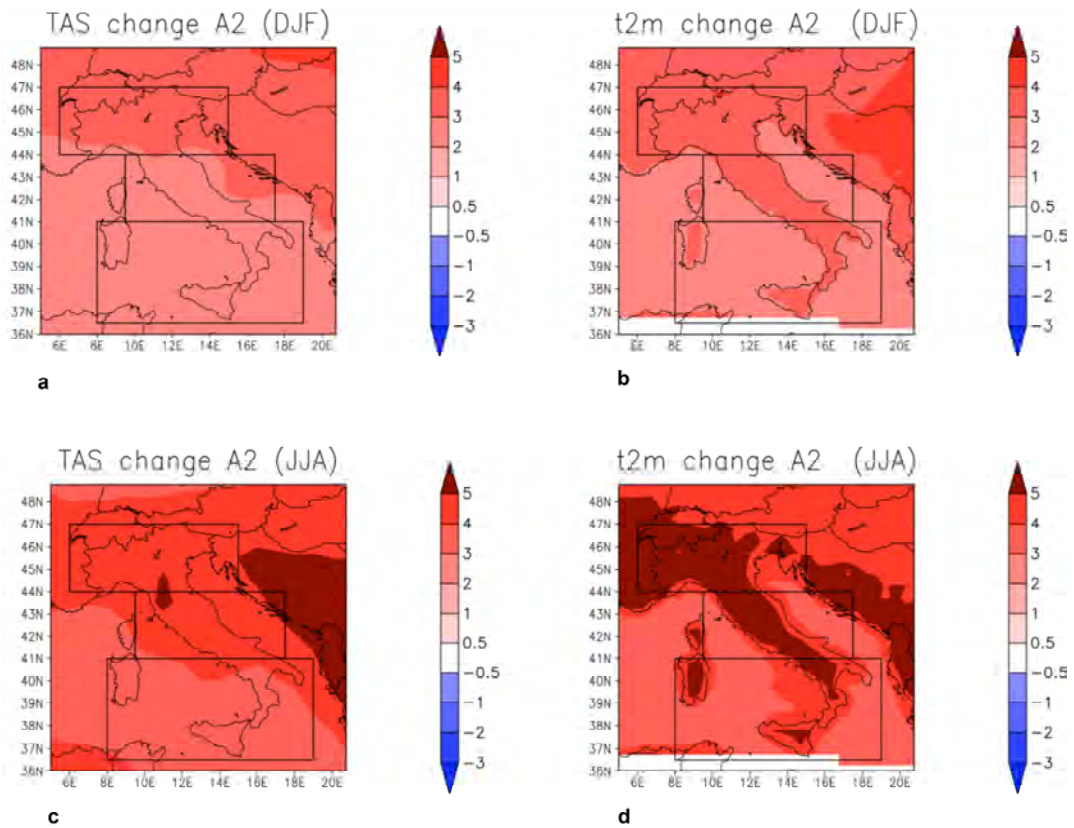 TAS change A2 (DJF)
48N
47N
46N
45N
44N
43N
42N
41N
40N
39N
38N
37N
36N
6E 8E 10E 12E 14E 16E 18E 20E
5
4
3
2
1
0.5
−0.5
−1
−2
−3
a
t2m change A2 (DJF)
48N
47N
46N
45N
44N
43N
42N
41N
40N
39N
38N
37N
36N
6E 8E 10E 12E 14E 16E 18E 20E
5
4
3
2
1
0.5
−0.5
−1
−2
−3
b
TAS change A2 (JJA)
48N
47N
46N
45N
44N
43N
42N
41N
40N
39N
38N
37N
36N
6E 8E 10E 12E 14E 16E 18E 20E
5
4
3
2
1
0.5
−0.5
−1
−2
−3
c
t2m change A2 (JJA)
48N
47N
46N
45N
44N
43N
42N
41N
40N
39N
38N
37N
36N
6E 8E 10E 12E 14E 16E 18E 20E
5
4
3
2
1
0.5
−0.5
−1
−2
−3
d